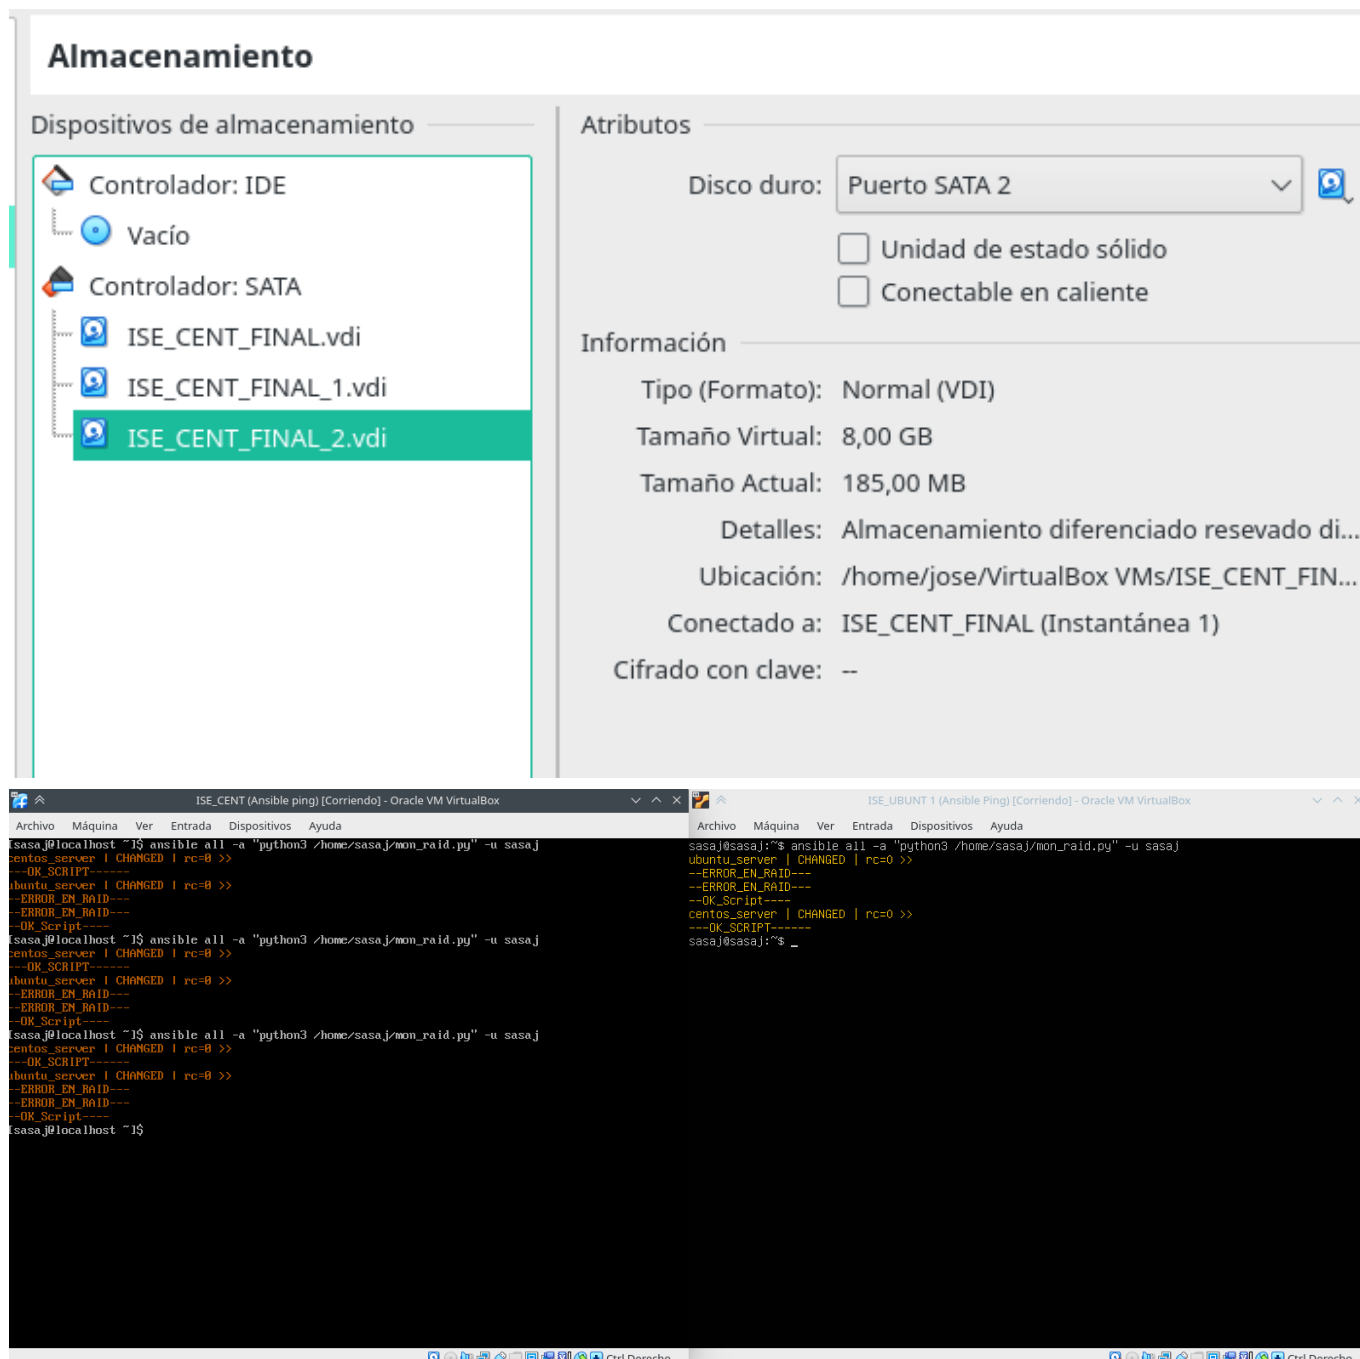 Almacenamiento
Dispositivos de almacenamiento
Controlador: IDE
Vacío
Controlador: SATA
ISE_CENT_FINAL.vdi
ISE_CENT_FINAL_1.vdi
ISE_CENT_FINAL_2.vdi
Atributos
Disco duro: Puerto SATA 2
Unidad de estado sólido
Conectable en caliente
Información
Tipo (Formato): Normal (VDI)
Tamaño Virtual: 8,00 GB
Tamaño Actual: 185,00 MB
Detalles: Almacenamiento diferenciado resevado di...
Ubicación: /home/jose/VirtualBox VMs/ISE_CENT_FIN...
Conectado a: ISE_CENT_FINAL (Instantánea 1)
Cifrado con clave: --
ISE_CENT (Ansible ping) [Corriendo] - Oracle VM VirtualBox
Archivo Máquina Ver Entrada Dispositivos Ayuda
[sasaj@localhost ~]$ ansible all -a "python3 /home/sasaj/mon_raid.py" -u sasaj
centos_server | CHANGED | rc=0 >>
---OK_SCRIPT------
ubuntu_server | CHANGED | rc=0 >>
--ERROR_EN_RAID---
--ERROR_EN_RAID---
--OK_Script----
[sasaj@localhost ~]$ ansible all -a "python3 /home/sasaj/mon_raid.py" -u sasaj
centos_server | CHANGED | rc=0 >>
---OK_SCRIPT------
ubuntu_server | CHANGED | rc=0 >>
--ERROR_EN_RAID---
--ERROR_EN_RAID---
--OK_Script----
[sasaj@localhost ~]$ ansible all -a "python3 /home/sasaj/mon_raid.py" -u sasaj
centos_server | CHANGED | rc=0 >>
---OK_SCRIPT------
ubuntu_server | CHANGED | rc=0 >>
--ERROR_EN_RAID---
--ERROR_EN_RAID---
--OK_Script----
[sasaj@localhost ~]$
ISE_UBUNT 1 (Ansible Ping) [Corriendo] - Oracle VM VirtualBox
Archivo Máquina Ver Entrada Dispositivos Ayuda
sasaj@sasaj:~$ ansible all -a "python3 /home/sasaj/mon_raid.py" -u sasaj
ubuntu_server | CHANGED | rc=0 >>
--ERROR_EN_RAID---
--ERROR_EN_RAID---
--OK_Script----
centos_server | CHANGED | rc=0 >>
---OK_SCRIPT------
sasaj@sasaj:~$ _
Ctrl Derecho
Ctrl Derecho